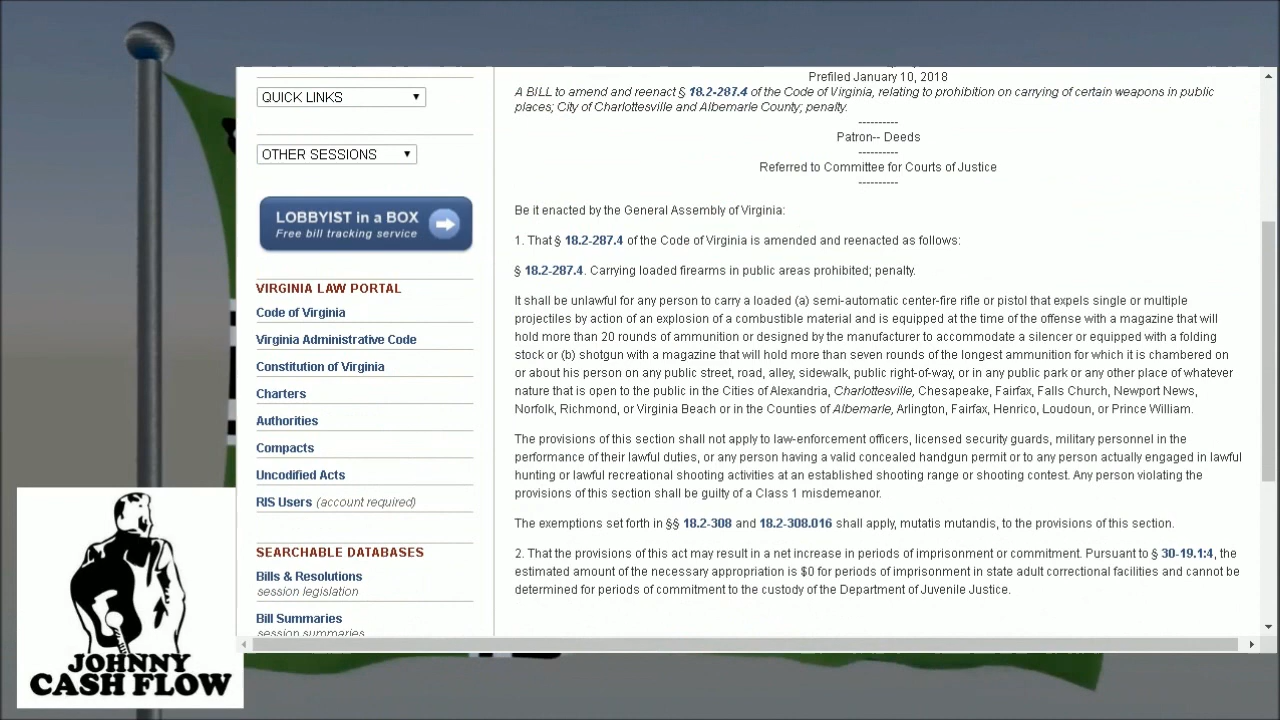 Prefiled January 10, 2018
A BILL to amend and reenact § 18.2-287.4 of the Code of Virginia, relating to prohibition on carrying of certain weapons in public
places; City of Charlottesville and Albemarle County; penalty.
----------
Patron-- Deeds
----------
Referred to Committee for Courts of Justice
----------
Be it enacted by the General Assembly of Virginia:
1. That § 18.2-287.4 of the Code of Virginia is amended and reenacted as follows:
§ 18.2-287.4. Carrying loaded firearms in public areas prohibited; penalty.
It shall be unlawful for any person to carry a loaded (a) semi-automatic center-fire rifle or pistol that expels single or multiple
projectiles by action of an explosion of a combustible material and is equipped at the time of the offense with a magazine that will
hold more than 20 rounds of ammunition or designed by the manufacturer to accommodate a silencer or equipped with a folding
stock or (b) shotgun with a magazine that will hold more than seven rounds of the longest ammunition for which it is chambered on
or about his person on any public street, road, alley, sidewalk, public right-of-way, or in any public park or any other place of whatever
nature that is open to the public in the Cities of Alexandria, Charlottesville, Chesapeake, Fairfax, Falls Church, Newport News,
Norfolk, Richmond, or Virginia Beach or in the Counties of Albemarle, Arlington, Fairfax, Henrico, Loudoun, or Prince William.
The provisions of this section shall not apply to law-enforcement officers, licensed security guards, military personnel in the
performance of their lawful duties, or any person having a valid concealed handgun permit or to any person actually engaged in lawful
hunting or lawful recreational shooting activities at an established shooting range or shooting contest. Any person violating the
provisions of this section shall be guilty of a Class 1 misdemeanor.
The exemptions set forth in §§ 18.2-308 and 18.2-308.016 shall apply, mutatis mutandis, to the provisions of this section.
2. That the provisions of this act may result in a net increase in periods of imprisonment or commitment. Pursuant to § 30-19.1:4, the
estimated amount of the necessary appropriation is $0 for periods of imprisonment in state adult correctional facilities and cannot be
determined for periods of commitment to the custody of the Department of Juvenile Justice.
QUICK LINKS
OTHER SESSIONS
LOBBYIST in a BOX
Free bill tracking service
VIRGINIA LAW PORTAL
Code of Virginia
Virginia Administrative Code
Constitution of Virginia
Charters
Authorities
Compacts
Uncodified Acts
RIS Users (account required)
SEARCHABLE DATABASES
Bills & Resolutions
session legislation
Bill Summaries
session summaries
JOHNNY
CASH FLOW